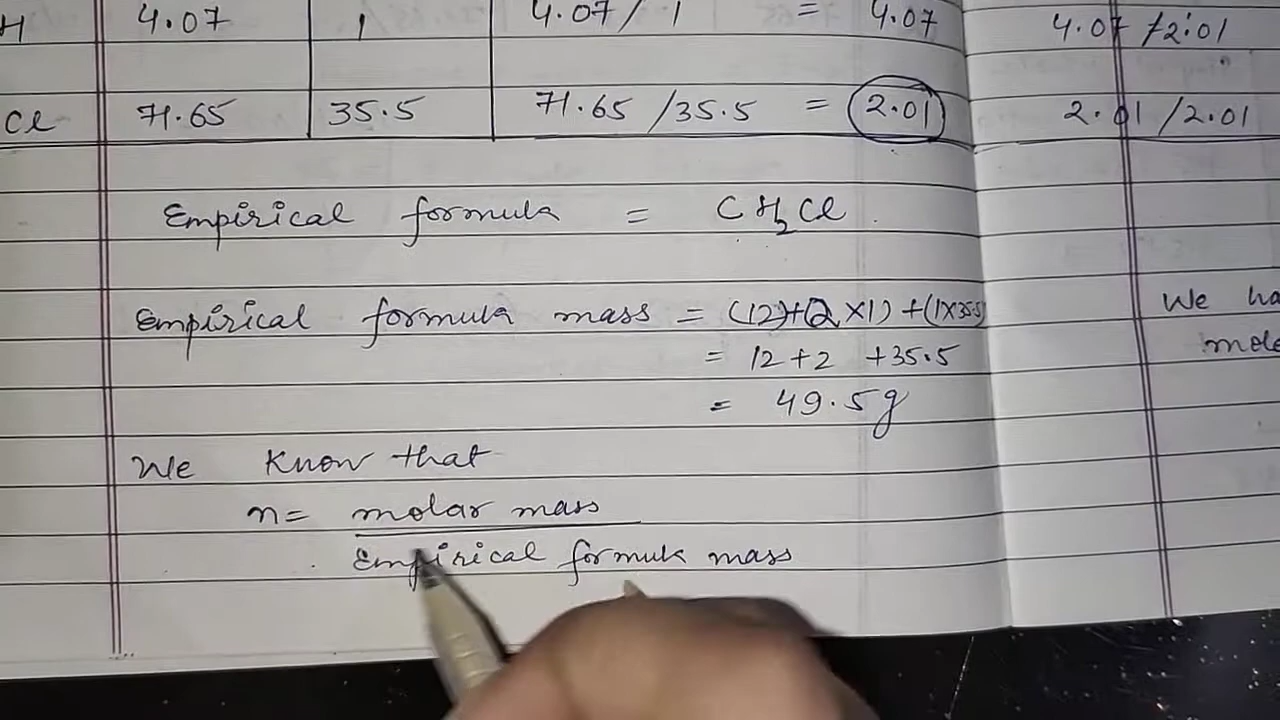 H 4.07 1 4.07 / 1 = 4.07 4.07 / 2.01
Cl 71.65 35.5 71.65 / 35.5 = 2.01 2.01 / 2.01
Empirical formula = CH₂Cl.
Empirical formula mass = (12)+(2×1)+(1×35.5) We ha
= 12+2 +35.5 mola
= 49.5g
We Know that
n= molar mass
Empirical formula mass